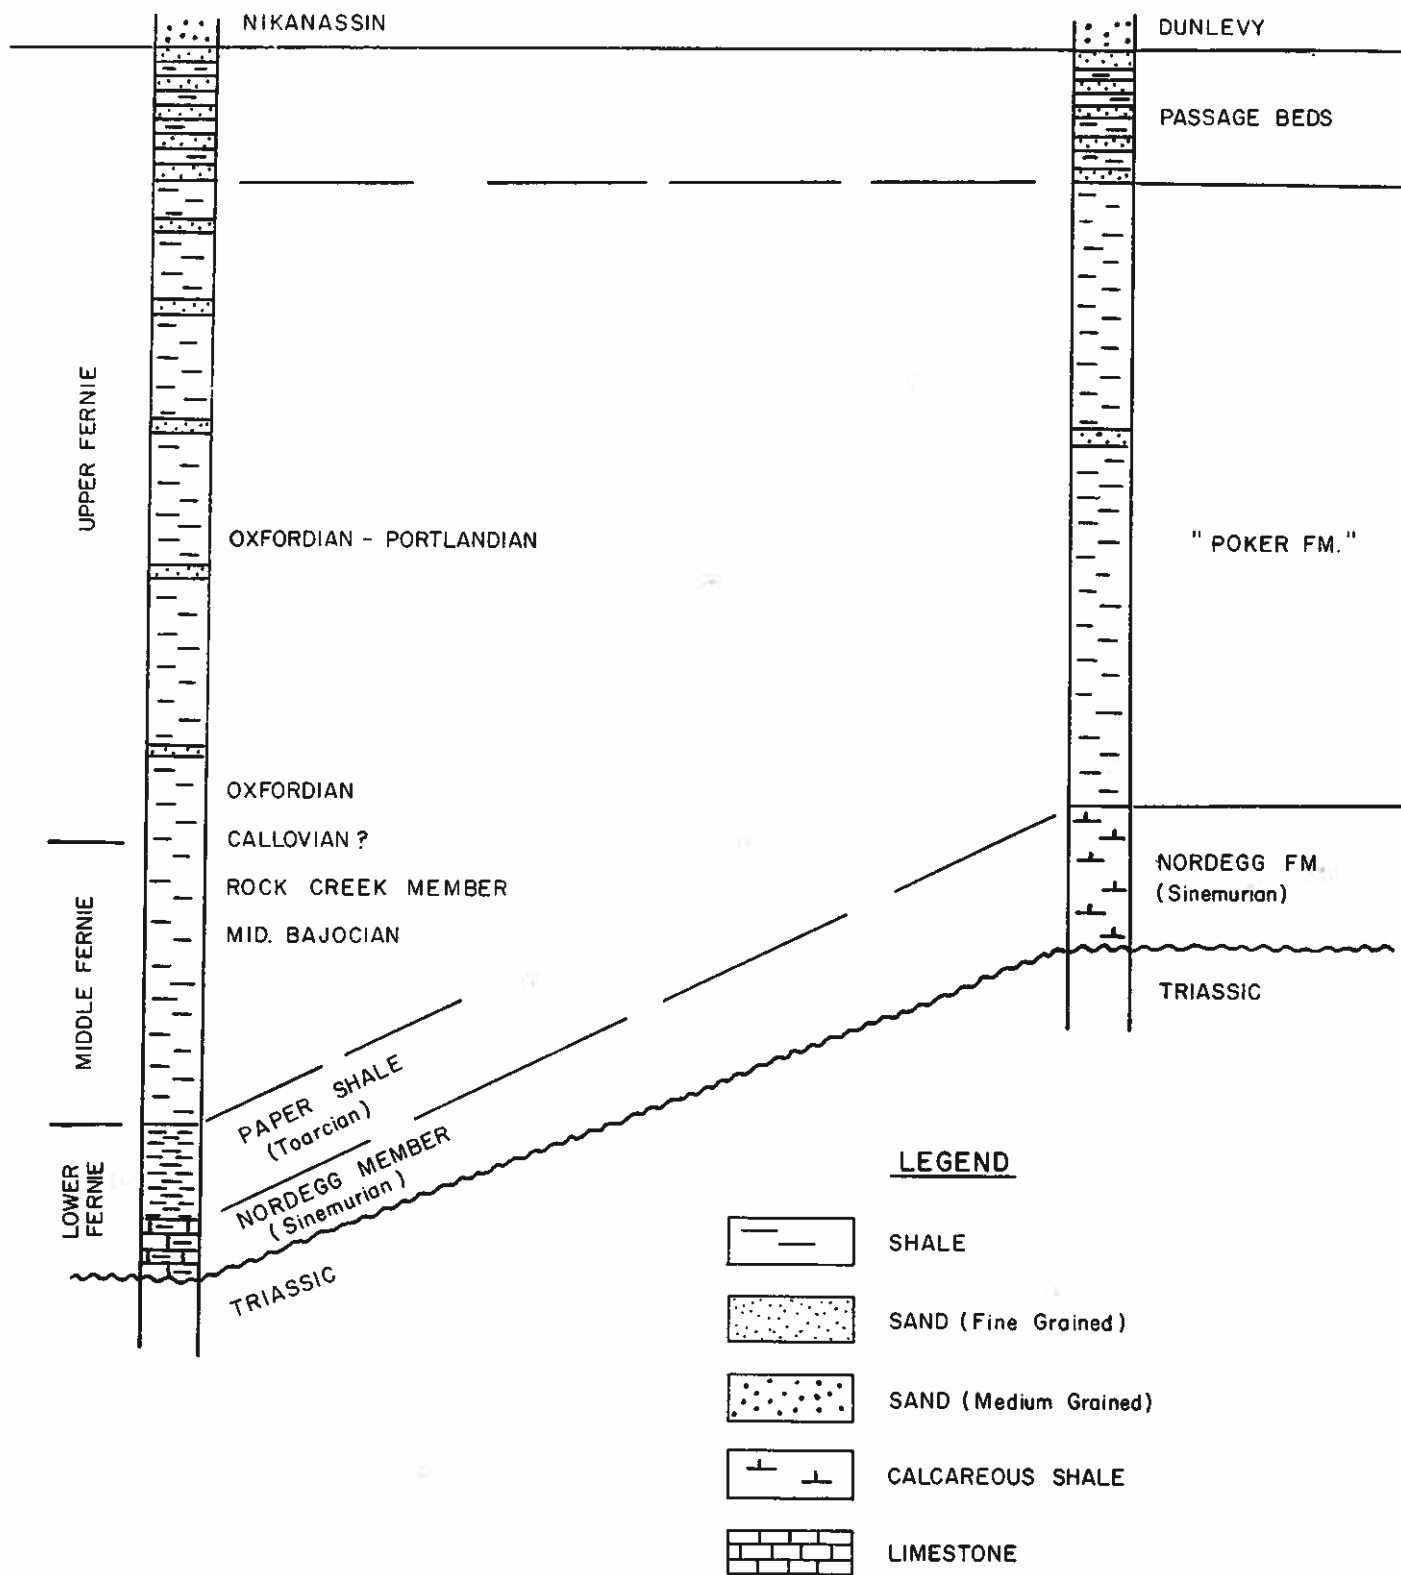 NIKANASSIN
DUNLEVY
PASSAGE BEDS
UPPER FERNIE
OXFORDIAN - PORTLANDIAN
" POKER FM. "
OXFORDIAN
CALLOVIAN ?
ROCK CREEK MEMBER
MID. BAJOCIAN
MIDDLE FERNIE
NORDEGG FM.
(Sinemurian)
TRIASSIC
PAPER SHALE
(Toarcian)
NORDEGG MEMBER
(Sinemurian)
LOWER
FERNIE
TRIASSIC
LEGEND
SHALE
SAND (Fine Grained)
SAND (Medium Grained)
CALCAREOUS SHALE
LIMESTONE